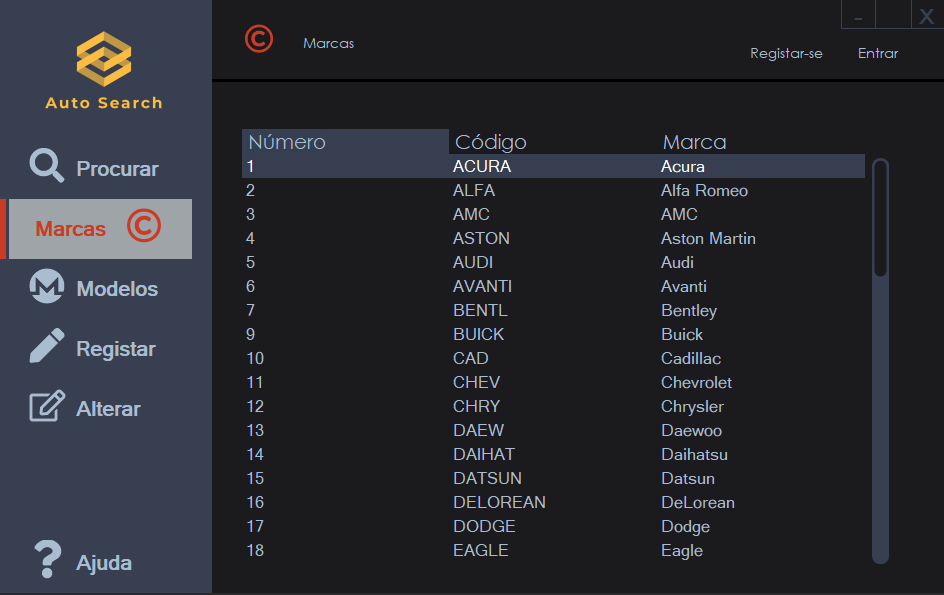 - X
© Marcas
Registar-se Entrar
Auto Search
Procurar
Marcas ©
Modelos
Registar
Alterar
Ajuda
Número Código Marca
1 ACURA Acura
2 ALFA Alfa Romeo
3 AMC AMC
4 ASTON Aston Martin
5 AUDI Audi
6 AVANTI Avanti
7 BENTL Bentley
9 BUICK Buick
10 CAD Cadillac
11 CHEV Chevrolet
12 CHRY Chrysler
13 DAEW Daewoo
14 DAIHAT Daihatsu
15 DATSUN Datsun
16 DELOREAN DeLorean
17 DODGE Dodge
18 EAGLE Eagle